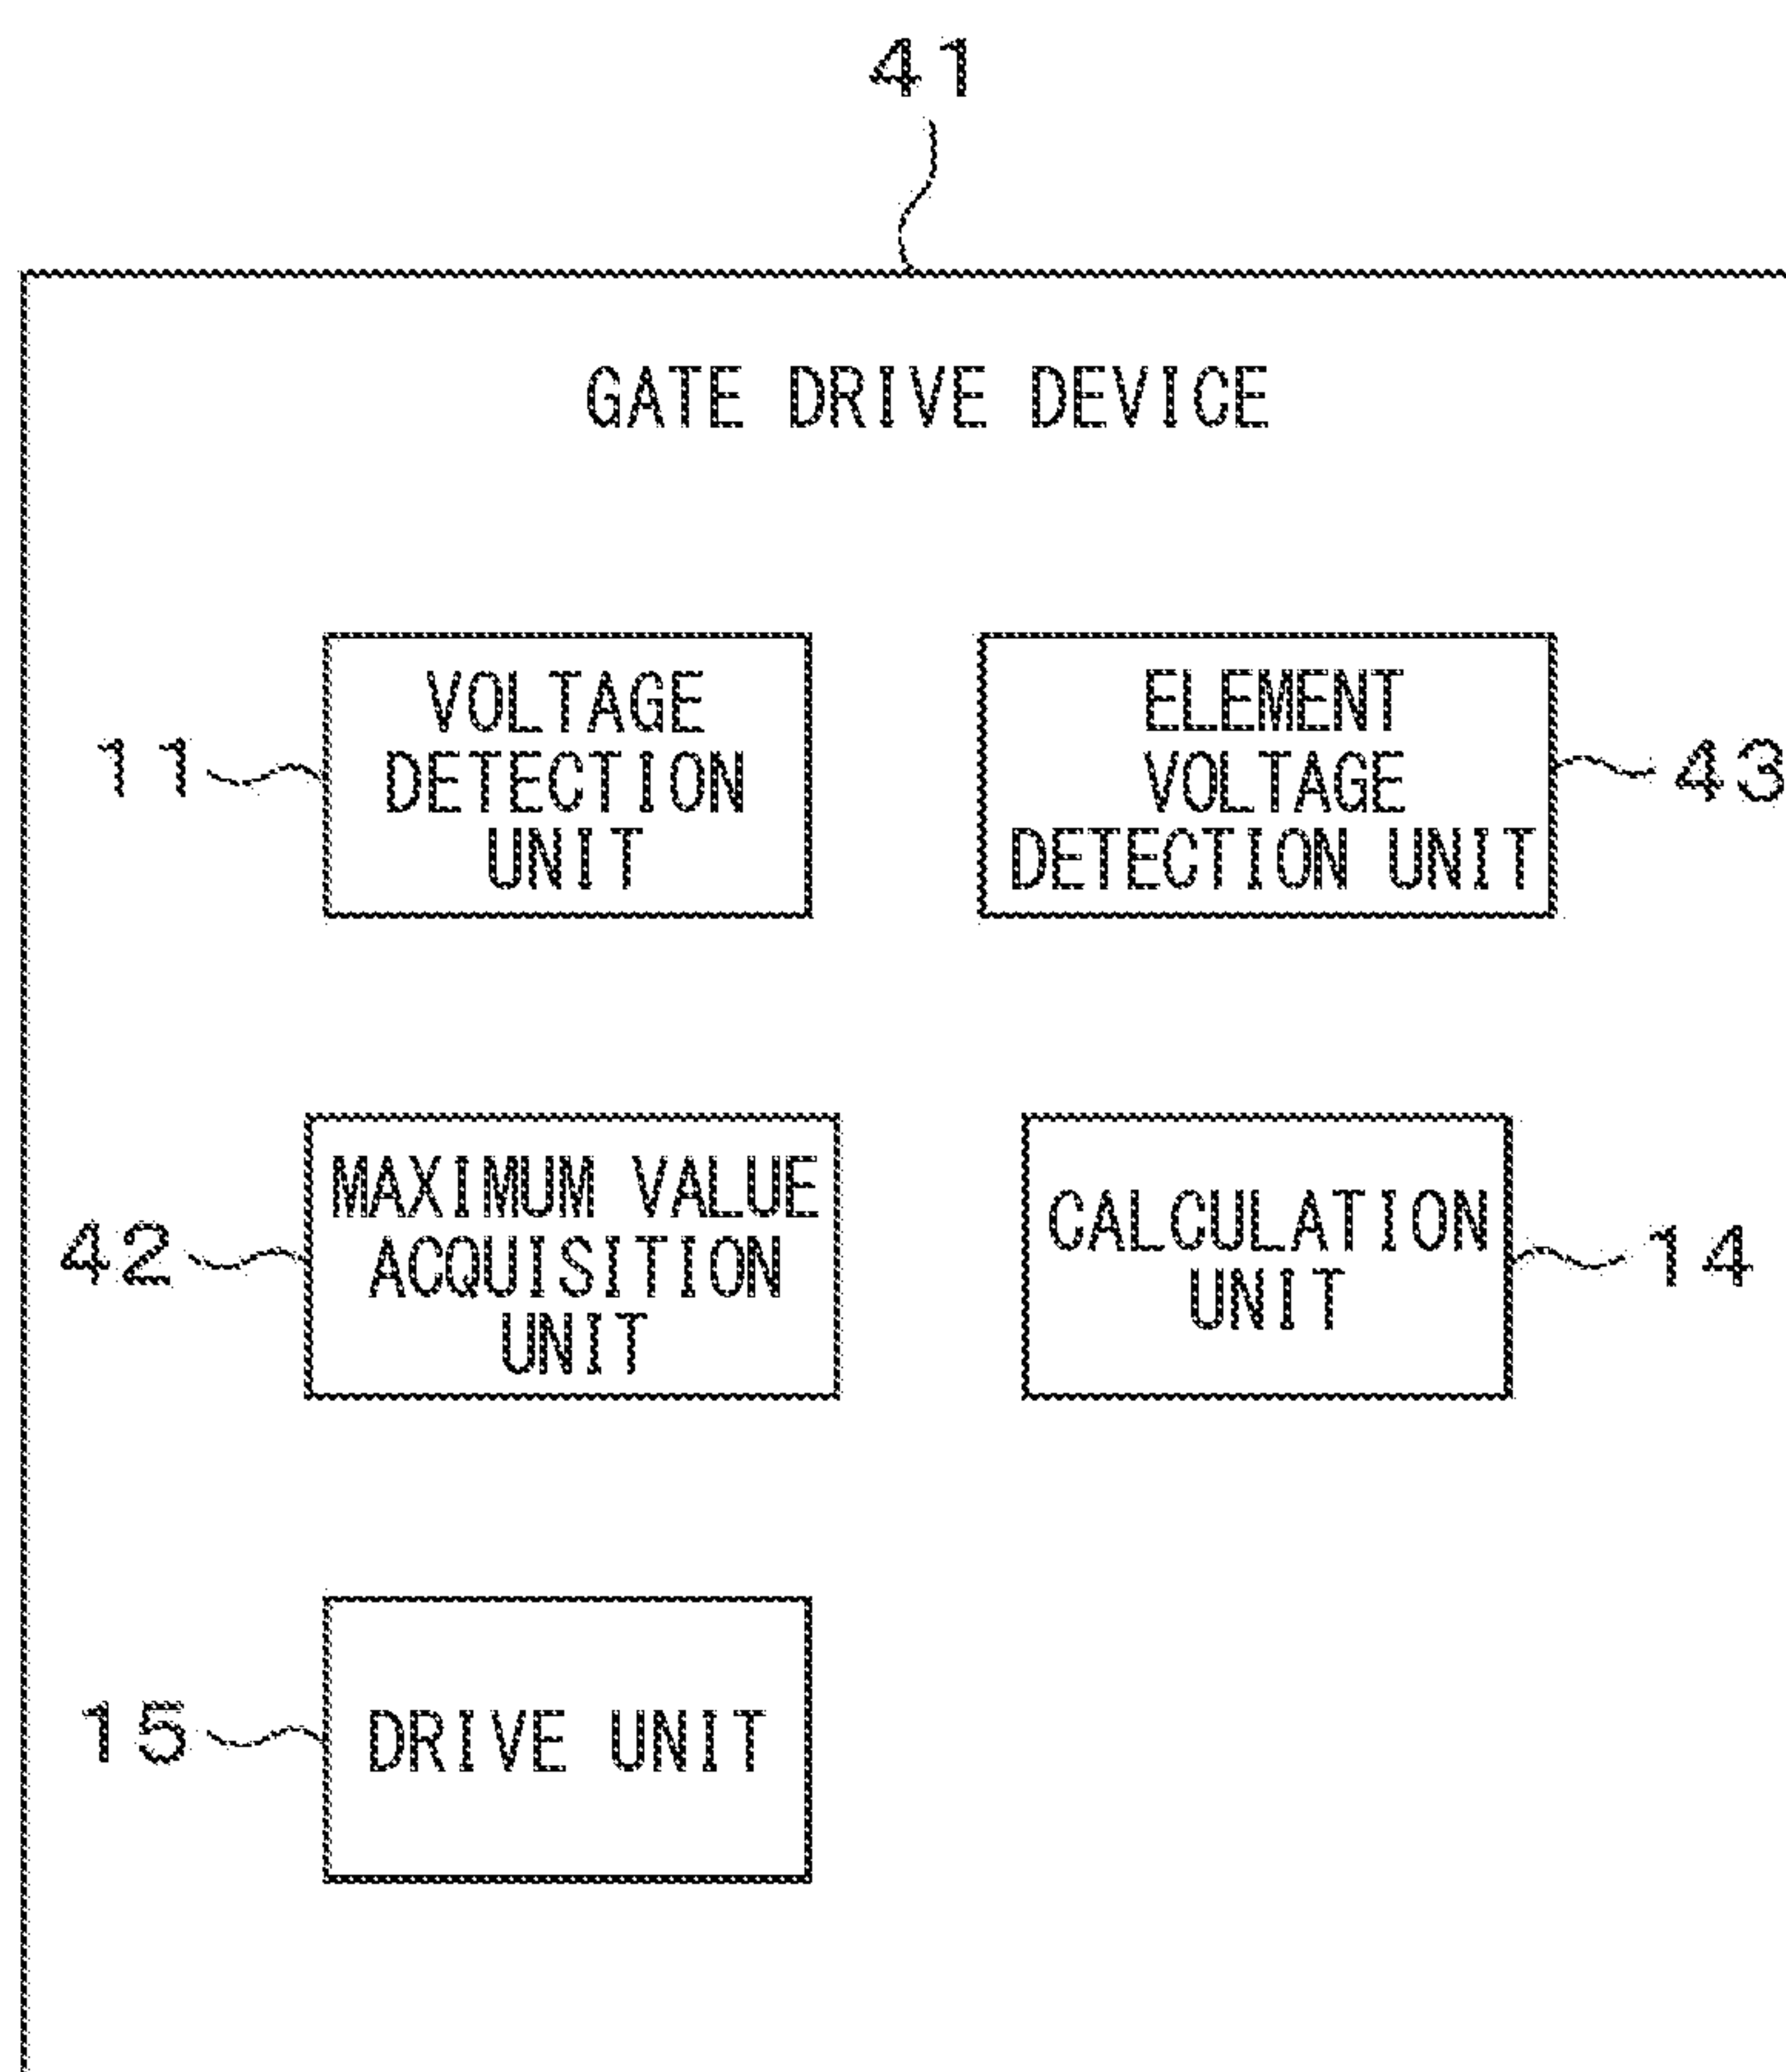 41
GATE DRIVE DEVICE
11
VOLTAGE
DETECTION
UNIT
ELEMENT
VOLTAGE
DETECTION UNIT
43
42
MAXIMUM VALUE
ACQUISITION
UNIT
CALCULATION
UNIT
14
15
DRIVE UNIT